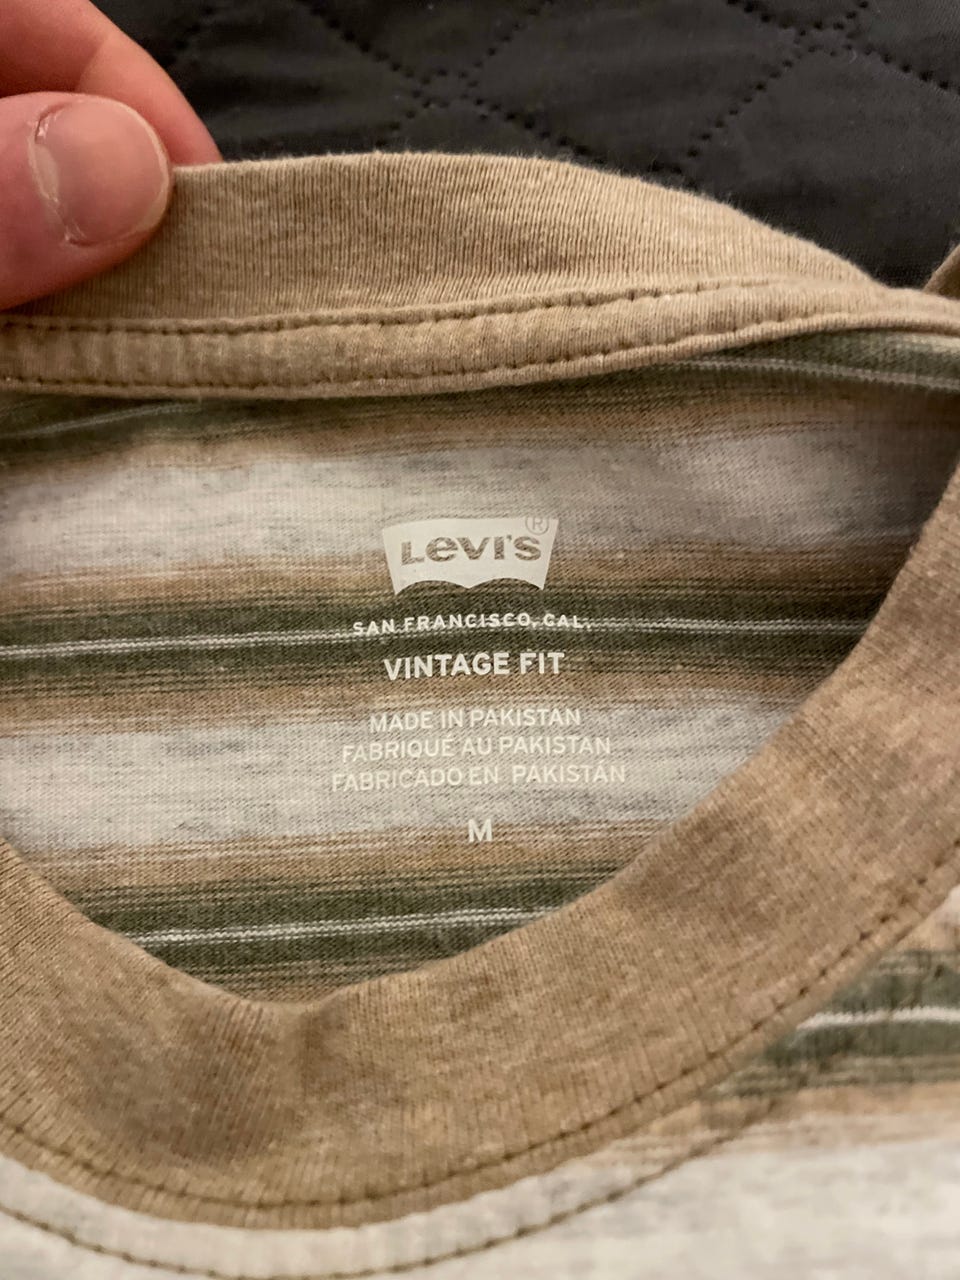 Levi's ®
SAN FRANCISCO, CAL.
VINTAGE FIT
MADE IN PAKISTAN
FABRIQUÉ AU PAKISTAN
FABRICADO EN PAKISTÁN
M